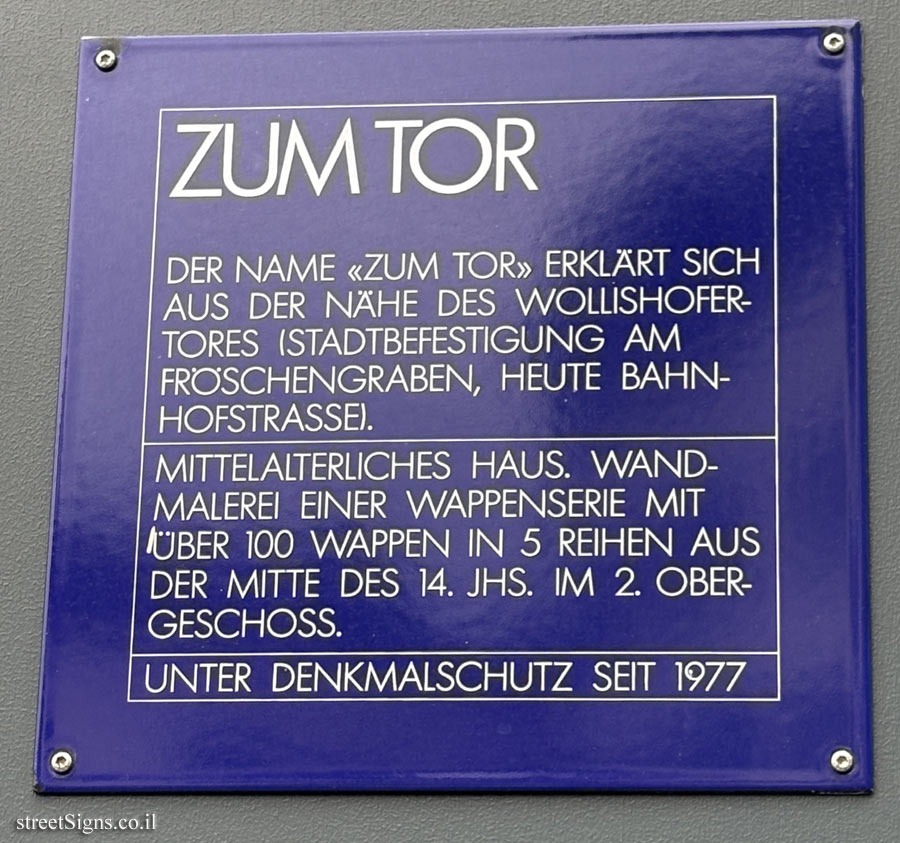 ZUM TOR
DER NAME «ZUM TOR» ERKLÄRT SICH
AUS DER NÄHE DES WOLLISHOFER-
TORES (STADTBEFESTIGUNG AM
FRÖSCHENGRABEN, HEUTE BAHN-
HOFSTRASSE).
MITTELALTERLICHES HAUS. WAND-
MALEREI EINER WAPPENSERIE MIT
ÜBER 100 WAPPEN IN 5 REIHEN AUS
DER MITTE DES 14. JHS. IM 2. OBER-
GESCHOSS.
UNTER DENKMALSCHUTZ SEIT 1977
streetSigns.co.il